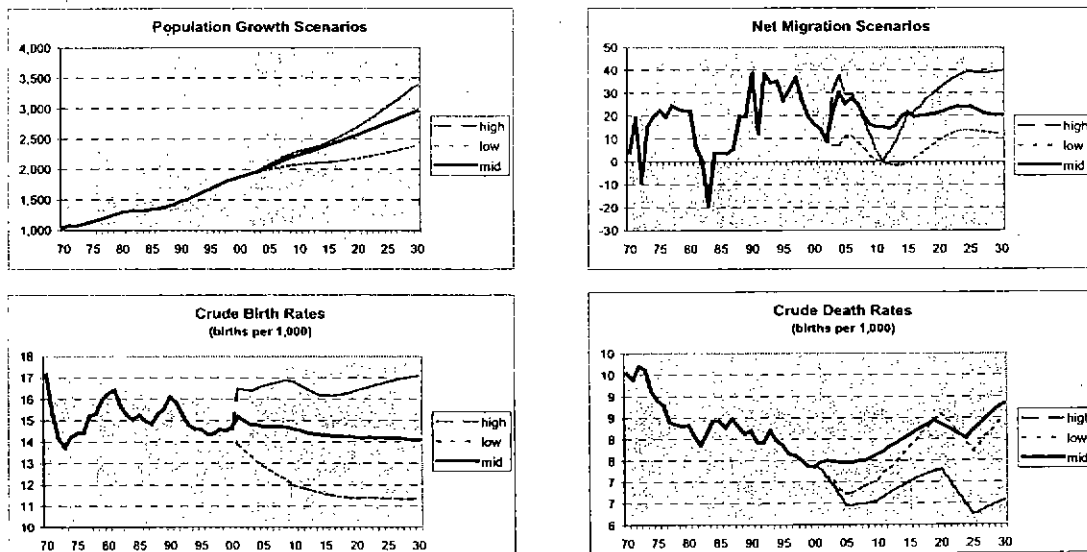 Population Growth Scenarios
4,000
3,500
3,000
2,500
2,000
1,500
1,000
70 75 80 85 90 95 00 05 10 15 20 25 30
high
low
mid
Net Migration Scenarios
50
40
30
20
10
0
-10
-20
-30
70 75 80 85 90 95 00 05 10 15 20 25 30
high
low
mid
Crude Birth Rates
(births per 1,000)
18
17
16
15
14
13
12
11
10
70 75 80 85 90 95 00 05 10 15 20 25 30
high
low
mid
Crude Death Rates
(births per 1,000)
10
10
9
9
8
8
7
7
6
70 75 80 85 90 95 00 05 10 15 20 25 30
high
low
mid